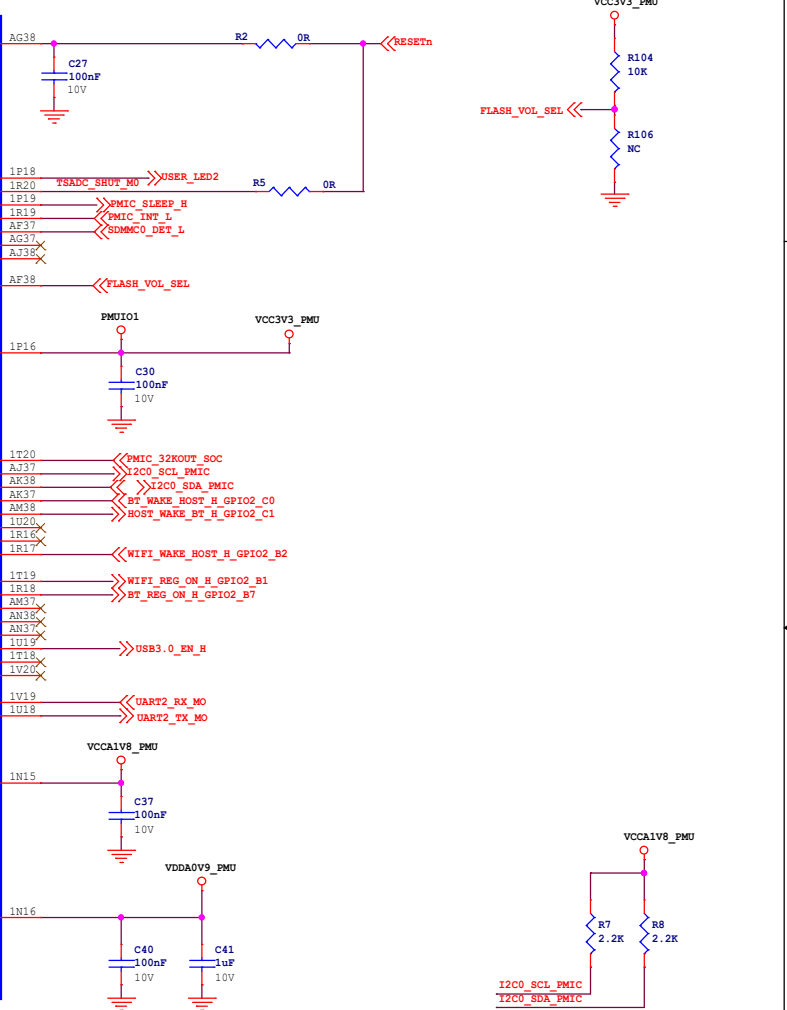 VCC3V3_PMU
AG38
R2 0R
RESETn
C27
100nF
10V
R104
10K
FLASH_VOL_SEL
R106
NC
1P18
USER_LED2
1R20
TSADC_SHUT_M0
R5 0R
1P19
PMIC_SLEEP_H
1R19
PMIC_INT_L
AF37
SDMMC0_DET_L
AG37
AJ38
AF38
FLASH_VOL_SEL
PMUIO1
VCC3V3_PMU
1P16
C30
100nF
10V
1T20
PMIC_32KOUT_SOC
AJ37
I2C0_SCL_PMIC
AK38
I2C0_SDA_PMIC
AK37
BT_WAKE_HOST_H_GPIO2_C0
AM38
HOST_WAKE_BT_H_GPIO2_C1
1U20
1R16
1R17
WIFI_WAKE_HOST_H_GPIO2_B2
1T19
WIFI_REG_ON_H_GPIO2_B1
1R18
BT_REG_ON_H_GPIO2_B7
AM37
AN38
AN37
1U19
USB3.0_EN_H
1T18
1V20
1V19
UART2_RX_MO
1U18
UART2_TX_MO
VCCA1V8_PMU
1N15
C37
100nF
10V
VDDA0V9_PMU
1N16
C40
100nF
10V
C41
1uF
10V
VCCA1V8_PMU
R7
2.2K
R8
2.2K
I2C0_SCL_PMIC
I2C0_SDA_PMIC